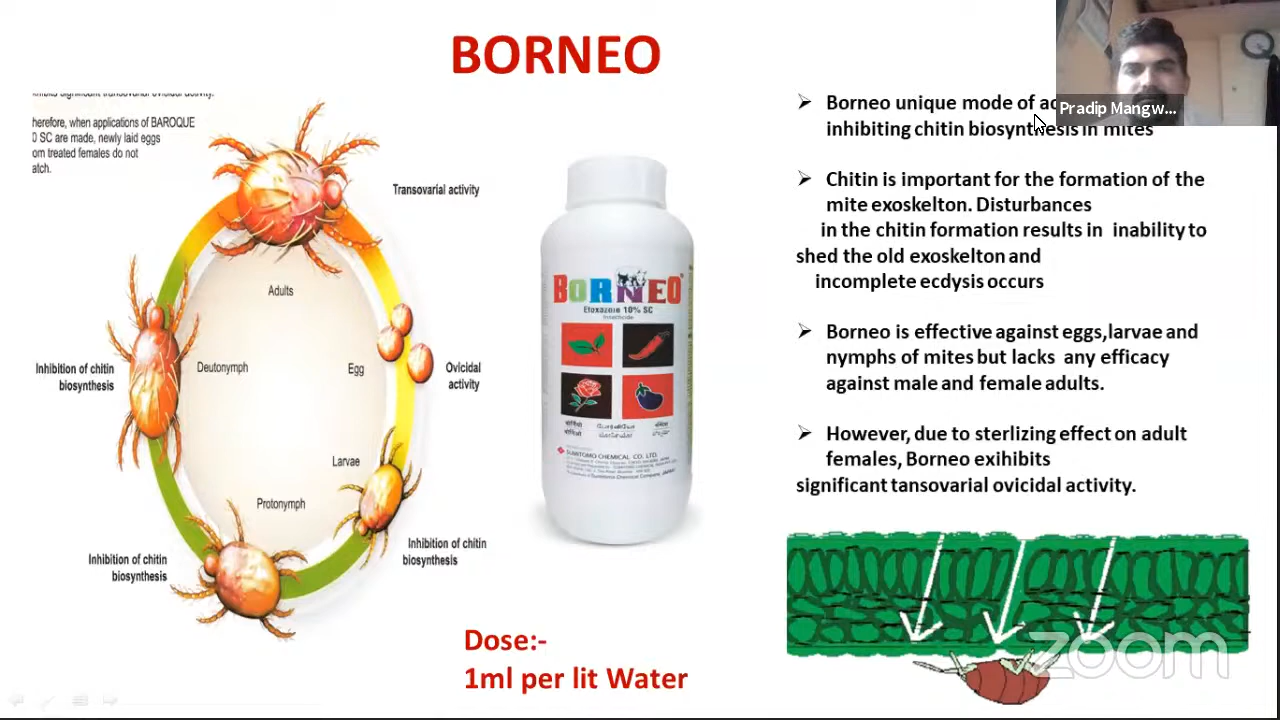 BORNEO
Pradip Mangw...
herefore, when applications of BAROQUE
0 SC are made, newly laid eggs
om treated females do not
atch.
Transovarial activity
Adults
Deutonymph
Egg
Inhibition of chitin
biosynthesis
Ovicidal
activity
Larvae
Protonymph
Inhibition of chitin
biosynthesis
Inhibition of chitin
biosynthesis
BORNEO
Etoxazole 10% SC
SUMITOMO CHEMICAL CO. LTD.
Dose:-
1ml per lit Water
➢ Borneo unique mode of ac
inhibiting chitin biosynthesis in mites
➢ Chitin is important for the formation of the
mite exoskelton. Disturbances
in the chitin formation results in inability to
shed the old exoskelton and
incomplete ecdysis occurs
➢ Borneo is effective against eggs,larvae and
nymphs of mites but lacks any efficacy
against male and female adults.
➢ However, due to sterlizing effect on adult
females, Borneo exihibits
significant tansovarial ovicidal activity.
zoom